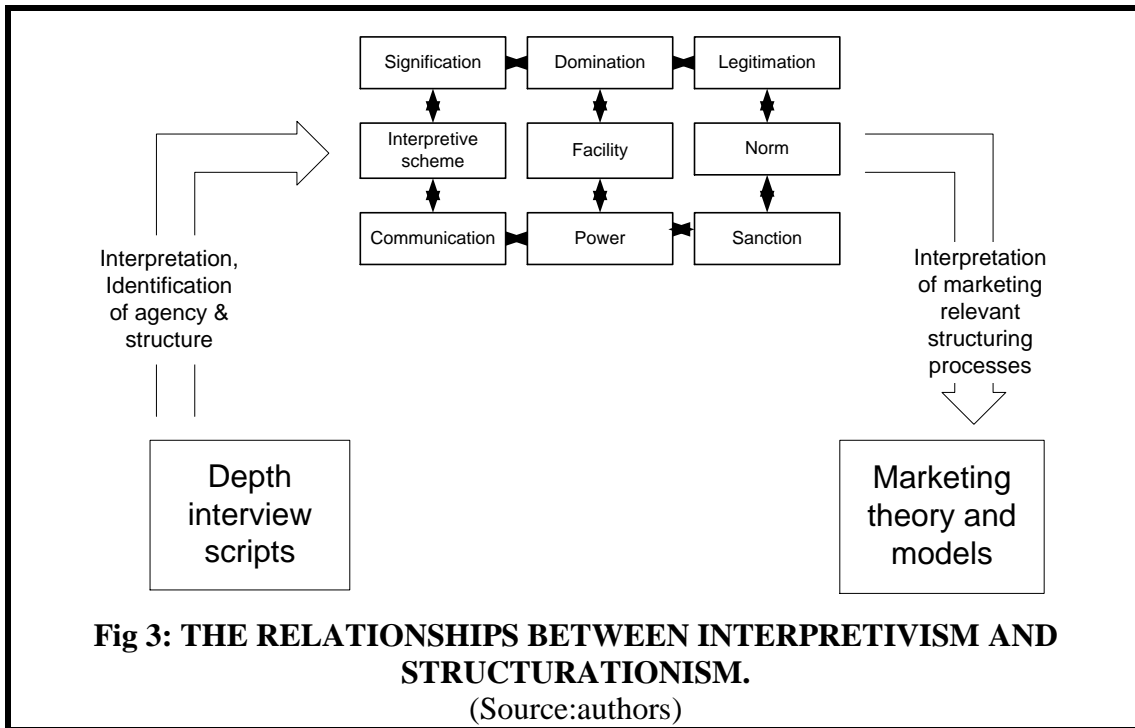 Signification
Domination
Legitimation
Interpretive
scheme
Facility
Norm
Communication
Power
Sanction
Interpretation,
Identification
of agency &
structure
Interpretation
of marketing
relevant
structuring
processes
Depth
interview
scripts
Marketing
theory and
models
Fig 3: THE RELATIONSHIPS BETWEEN INTERPRETIVISM AND
STRUCTURATIONISM.
(Source:authors)